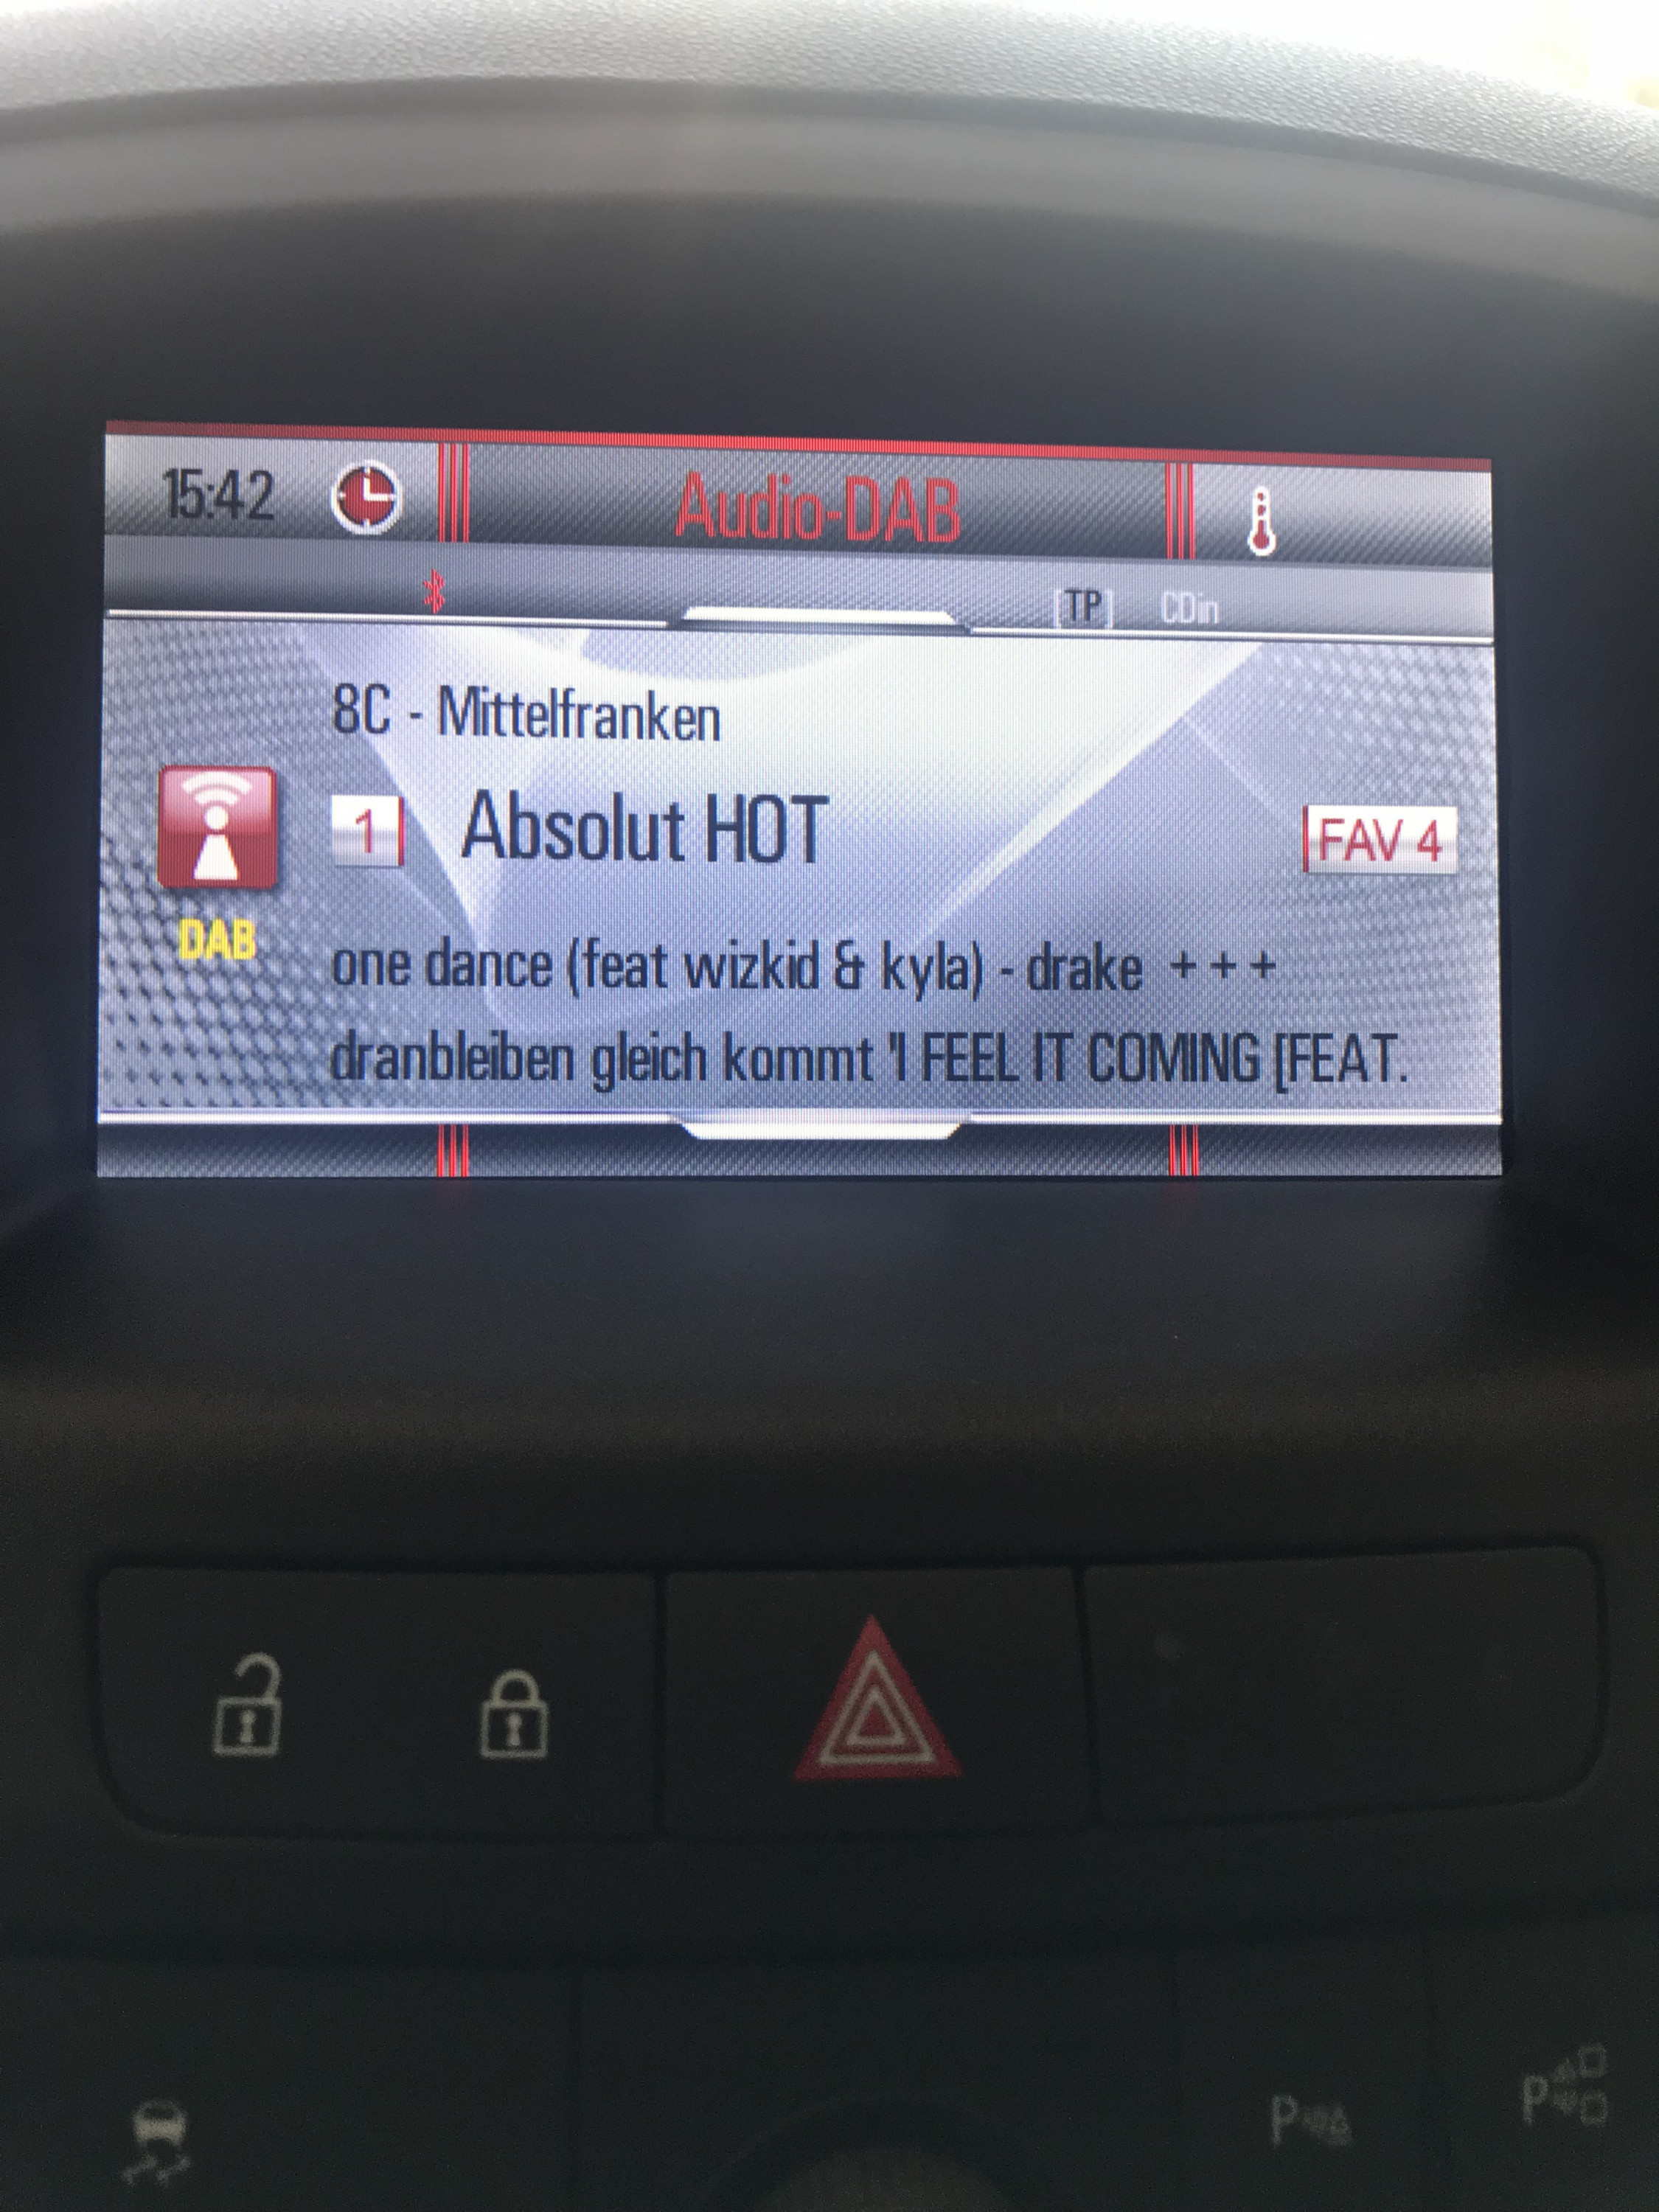 15:42 Audio-DAB
[TP] CDin
8C - Mittelfranken
1 Absolut HOT FAV 4
DAB
one dance (feat wizkid & kyla) - drake + + +
dranbleiben gleich kommt "I FEEL IT COMING [FEAT.
P
P